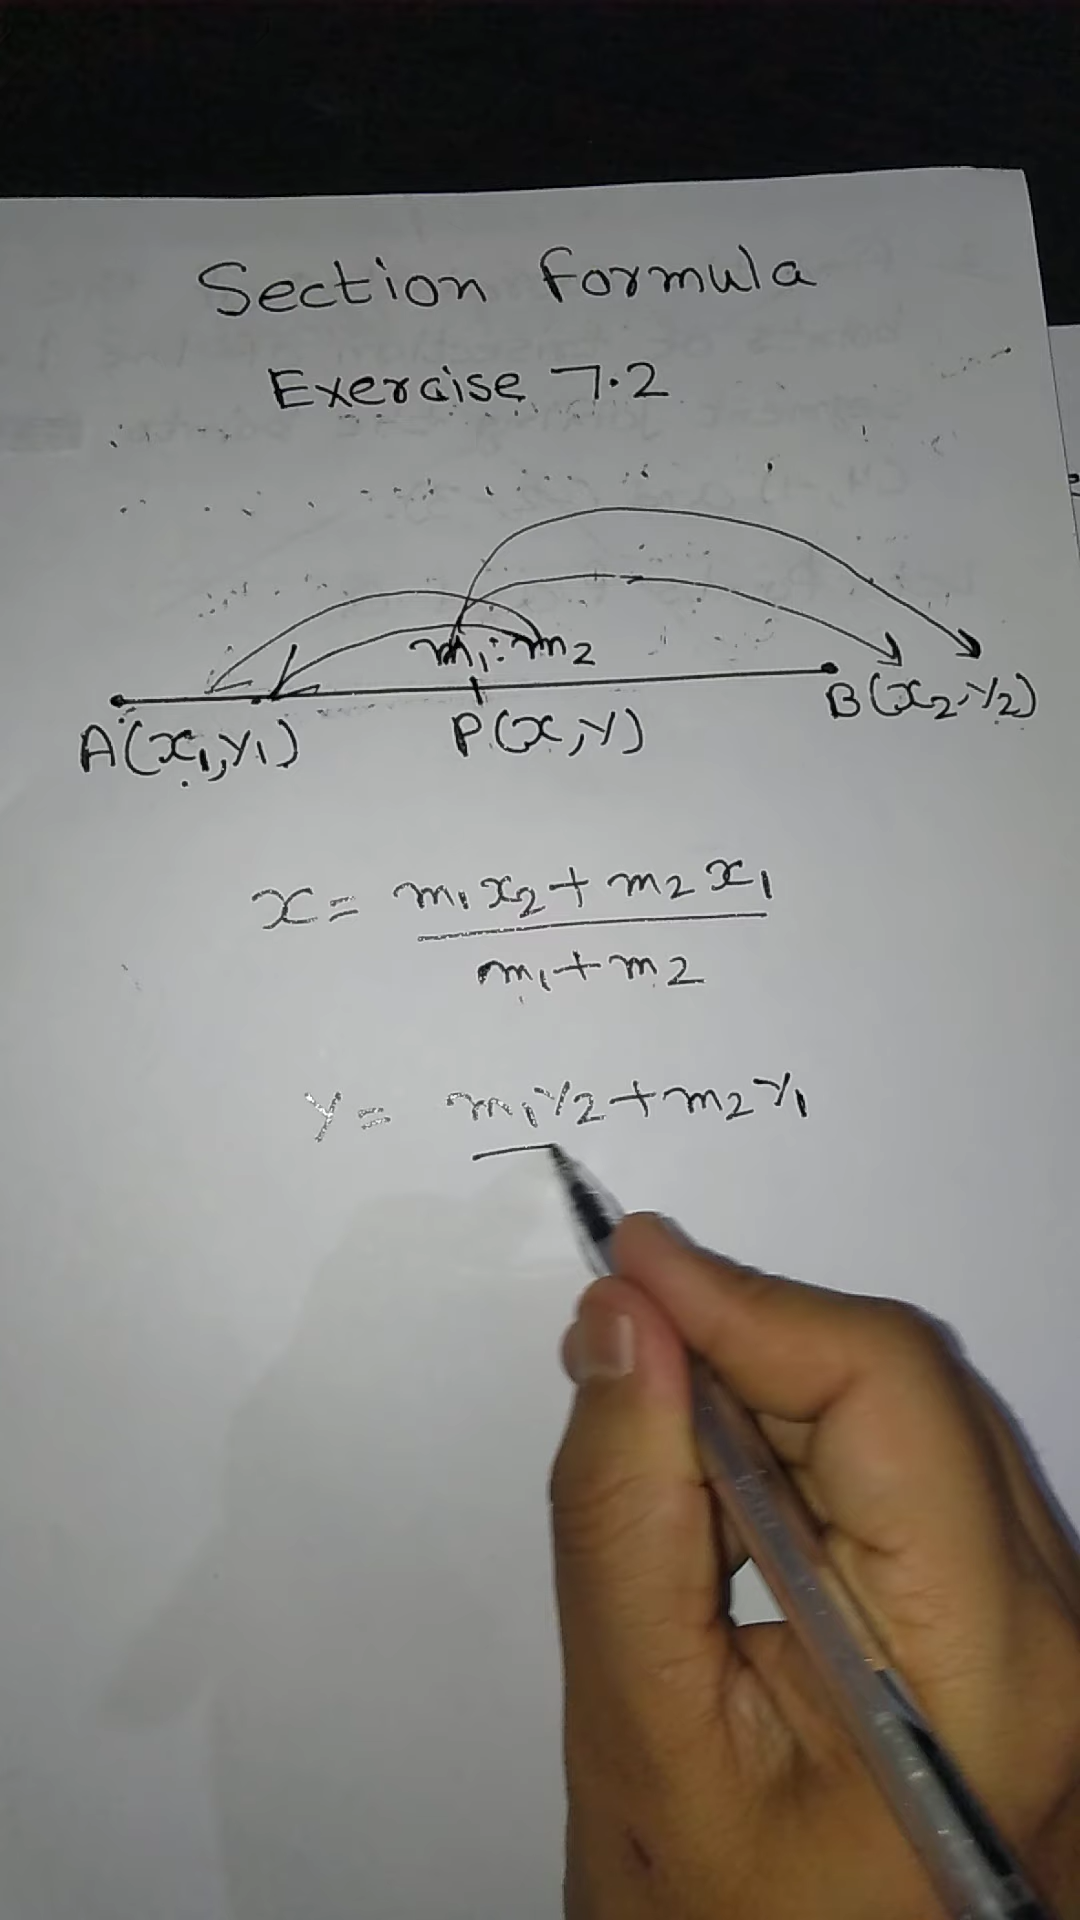 Section Formula
Exercise 7.2
m₁:m₂
A(x₁,y₁) P(x,y) B(x₂,y₂)
x = m₁x₂+m₂x₁
m₁+m₂
y = m₁y₂+m₂y₁